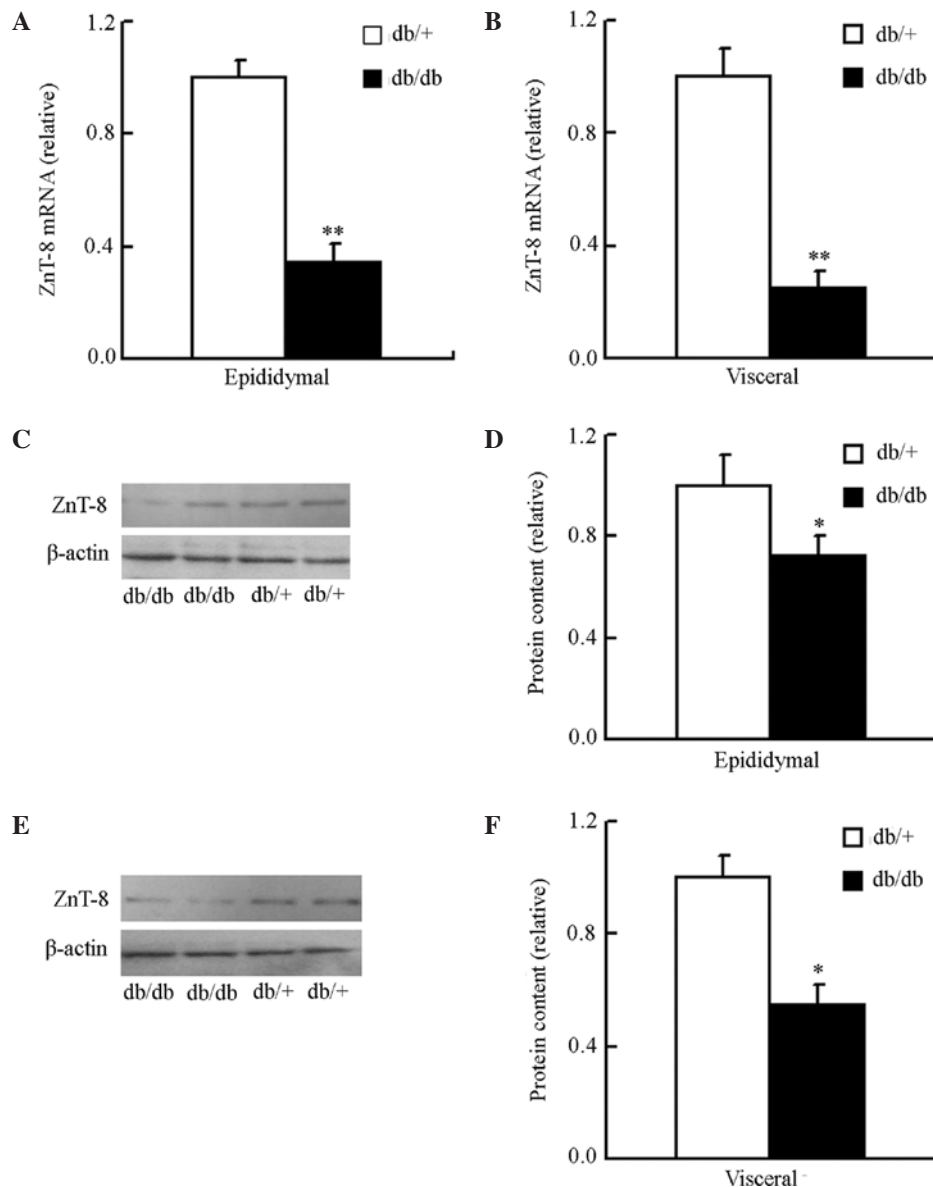 A
1.2
0.8
0.4
0.0
ZnT-8 mRNA (relative)
db/+
db/db
**
Epididymal
B
1.2
0.8
0.4
0.0
ZnT-8 mRNA (relative)
db/+
db/db
**
Visceral
C
ZnT-8
β-actin
db/db db/db db/+ db/+
D
1.2
0.8
0.4
0.0
Protein content (relative)
db/+
db/db
*
Epididymal
E
ZnT-8
β-actin
db/db db/db db/+ db/+
F
1.2
0.8
0.4
0.0
Protein content (relative)
db/+
db/db
*
Visceral